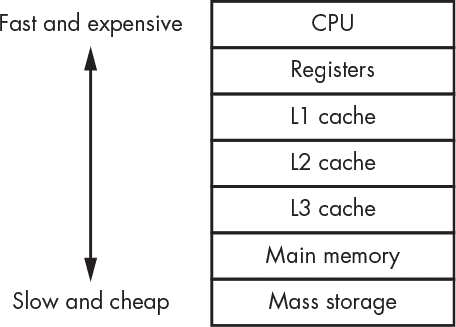 Fast and expensive
CPU
Registers
L1 cache
L2 cache
L3 cache
Main memory
Slow and cheap
Mass storage